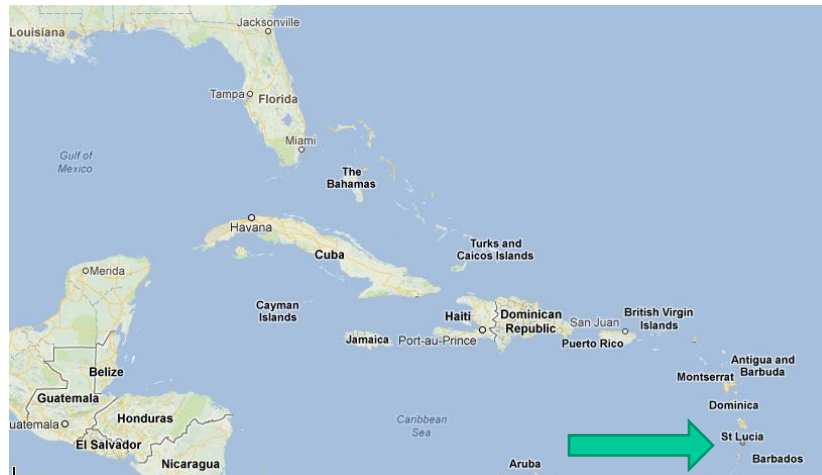 Jacksonville
Louisiana
Tampa
Florida
Miami
Gulf of
Mexico
The
Bahamas
Havana
Cuba
Turks and
Caicos Islands
Merida
Cayman
Islands
Haiti
Dominican
Republic
San Juan
British Virgin
Islands
Jamaica
Port-au-Prince
Puerto Rico
Antigua and
Barbuda
Belize
Montserrat
Guatemala
Dominica
uatemala
Honduras
Caribbean
Sea
El Salvador
St Lucia
Nicaragua
Aruba
Barbados